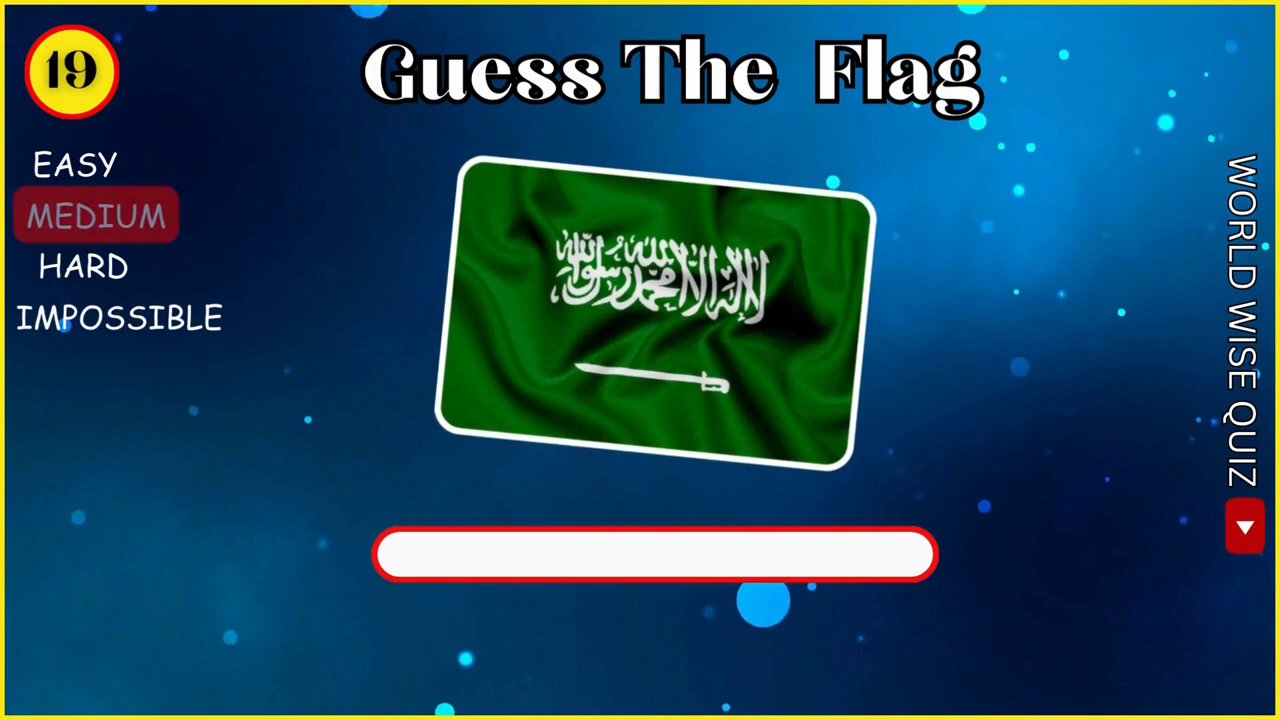 19
Guess The Flag
EASY
MEDIUM
HARD
IMPOSSIBLE
لا إله إلا الله محمد رسول الله
WORLD WISE QUIZ